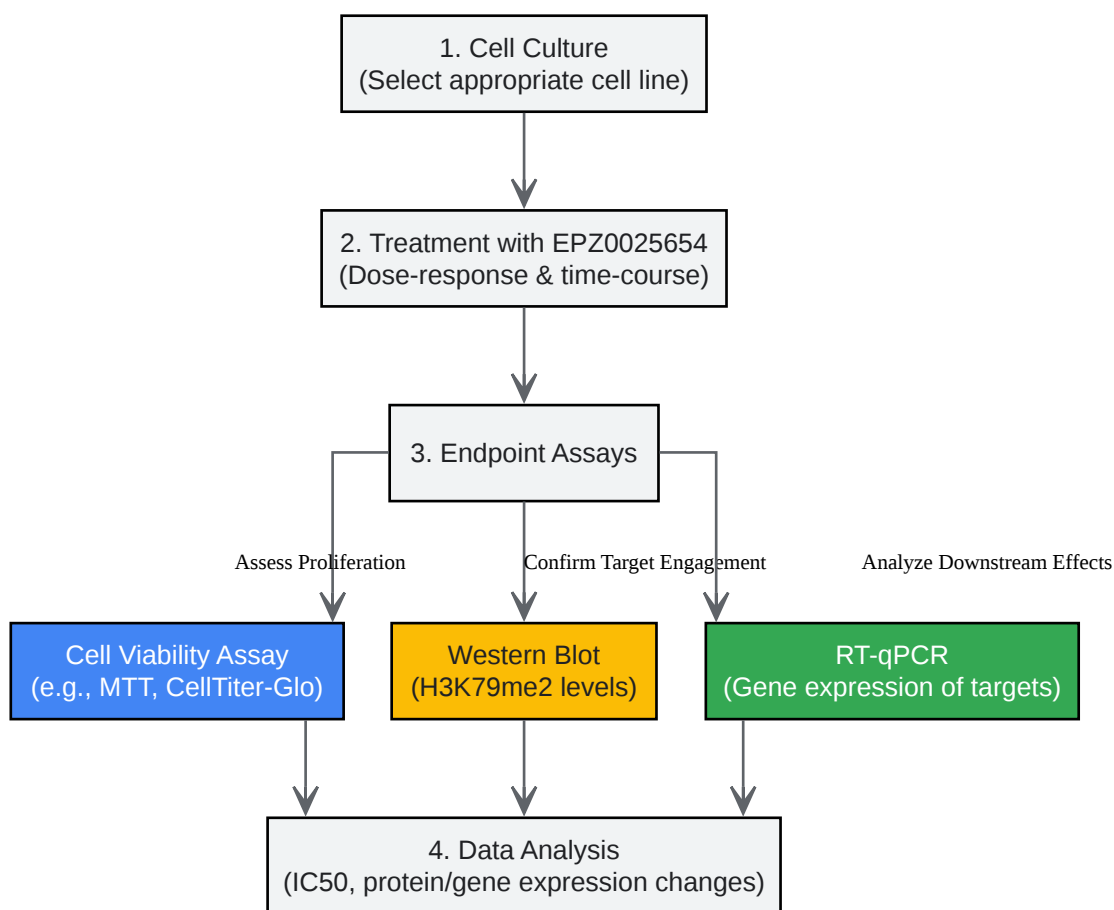 1. Cell Culture
(Select appropriate cell line)
2. Treatment with EPZ0025654
(Dose-response & time-course)
3. Endpoint Assays
Assess Proliferation
Confirm Target Engagement
Analyze Downstream Effects
Cell Viability Assay
(e.g., MTT, CellTiter-Glo)
Western Blot
(H3K79me2 levels)
RT-qPCR
(Gene expression of targets)
4. Data Analysis
(IC50, protein/gene expression changes)